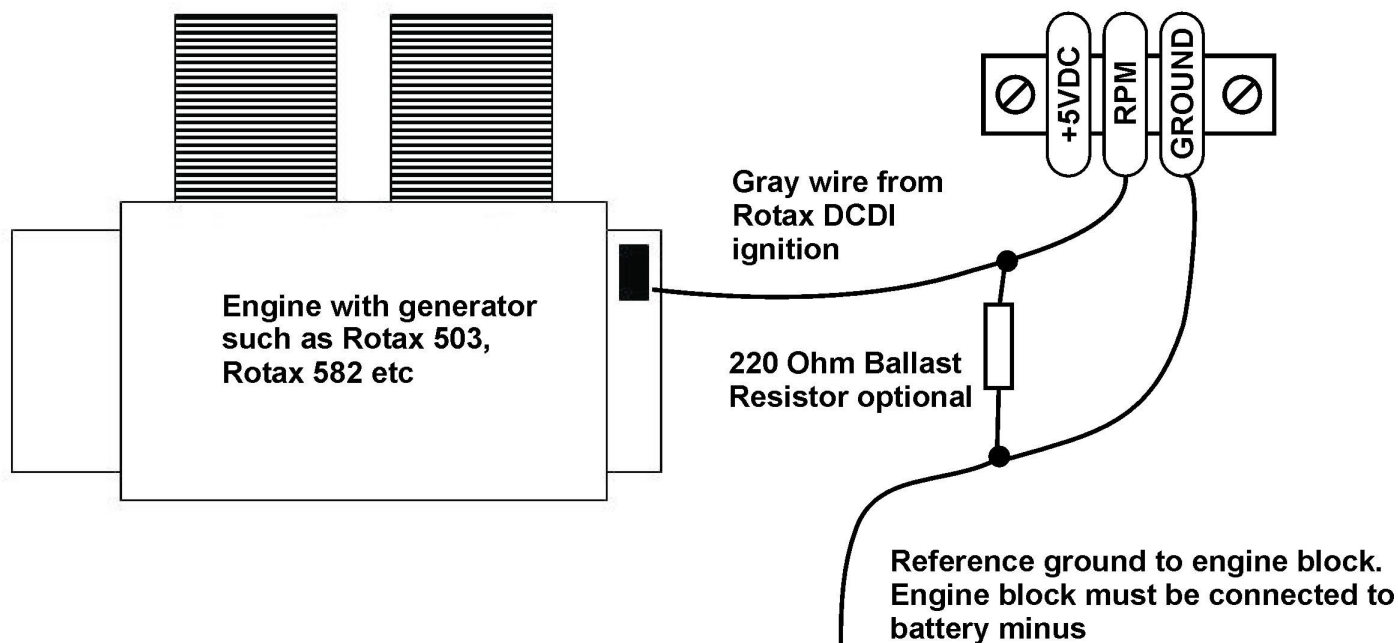 +5VDC
RPM
GROUND
Gray wire from
Rotax DCDI
ignition
Engine with generator
such as Rotax 503,
Rotax 582 etc
220 Ohm Ballast
Resistor optional
Reference ground to engine block.
Engine block must be connected to
battery minus